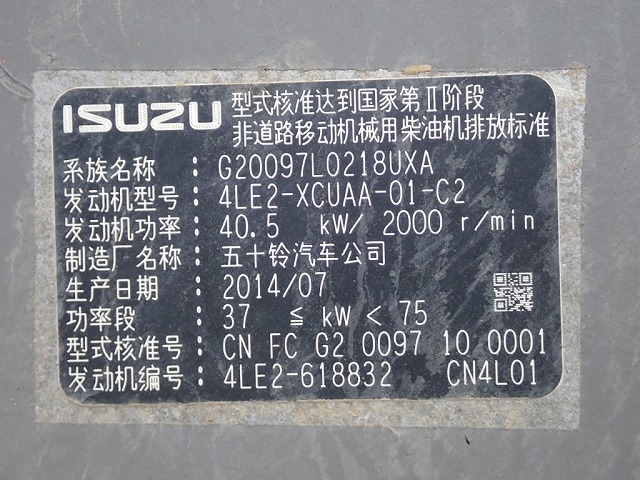 ISUZU 型式核准达到国家第Ⅱ阶段
非道路移动机械用柴油机排放标准
系族名称 : G20097L0218UXA
发动机型号 : 4LE2-XCUAA-01-C2
发动机功率 : 40.5 kW/ 2000 r/min
制造厂名称 : 五十铃汽车公司
生产日期 : 2014/07
功率段 : 37 ≦ kW < 75
型式核准号 : CN FC G2 0097 10 0001
发动机编号 : 4LE2-618832 CN4L01